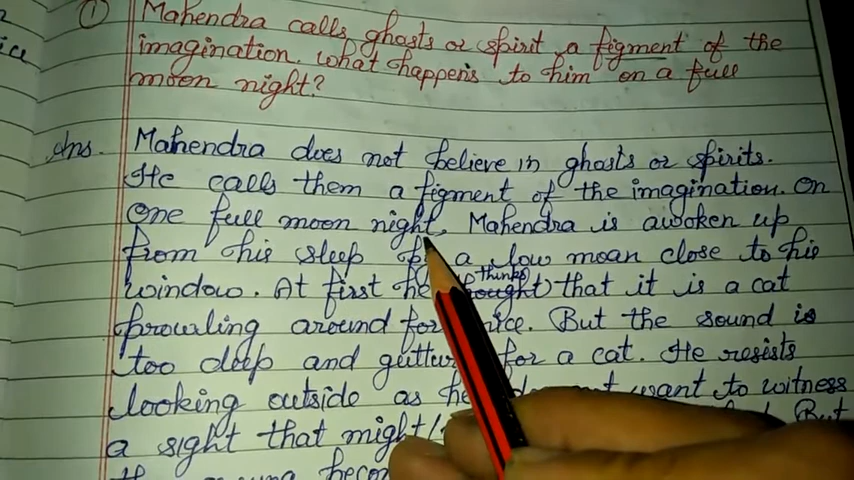 ① Mahendra calls ghosts or spirit a figment of the
imagination. What happens to him on a full
moon night?
Ans. Mahendra does not believe in ghosts or spirits.
He calls them a figment of the imagination. On
One full moon night, Mahendra is awoken up
from his sleep a low moan close to his
window. At first he thinks (thought) that it is a cat
prowling around for But the sound is
too deep and for a cat. He resists
looking outside as want to witness
a sight that might But